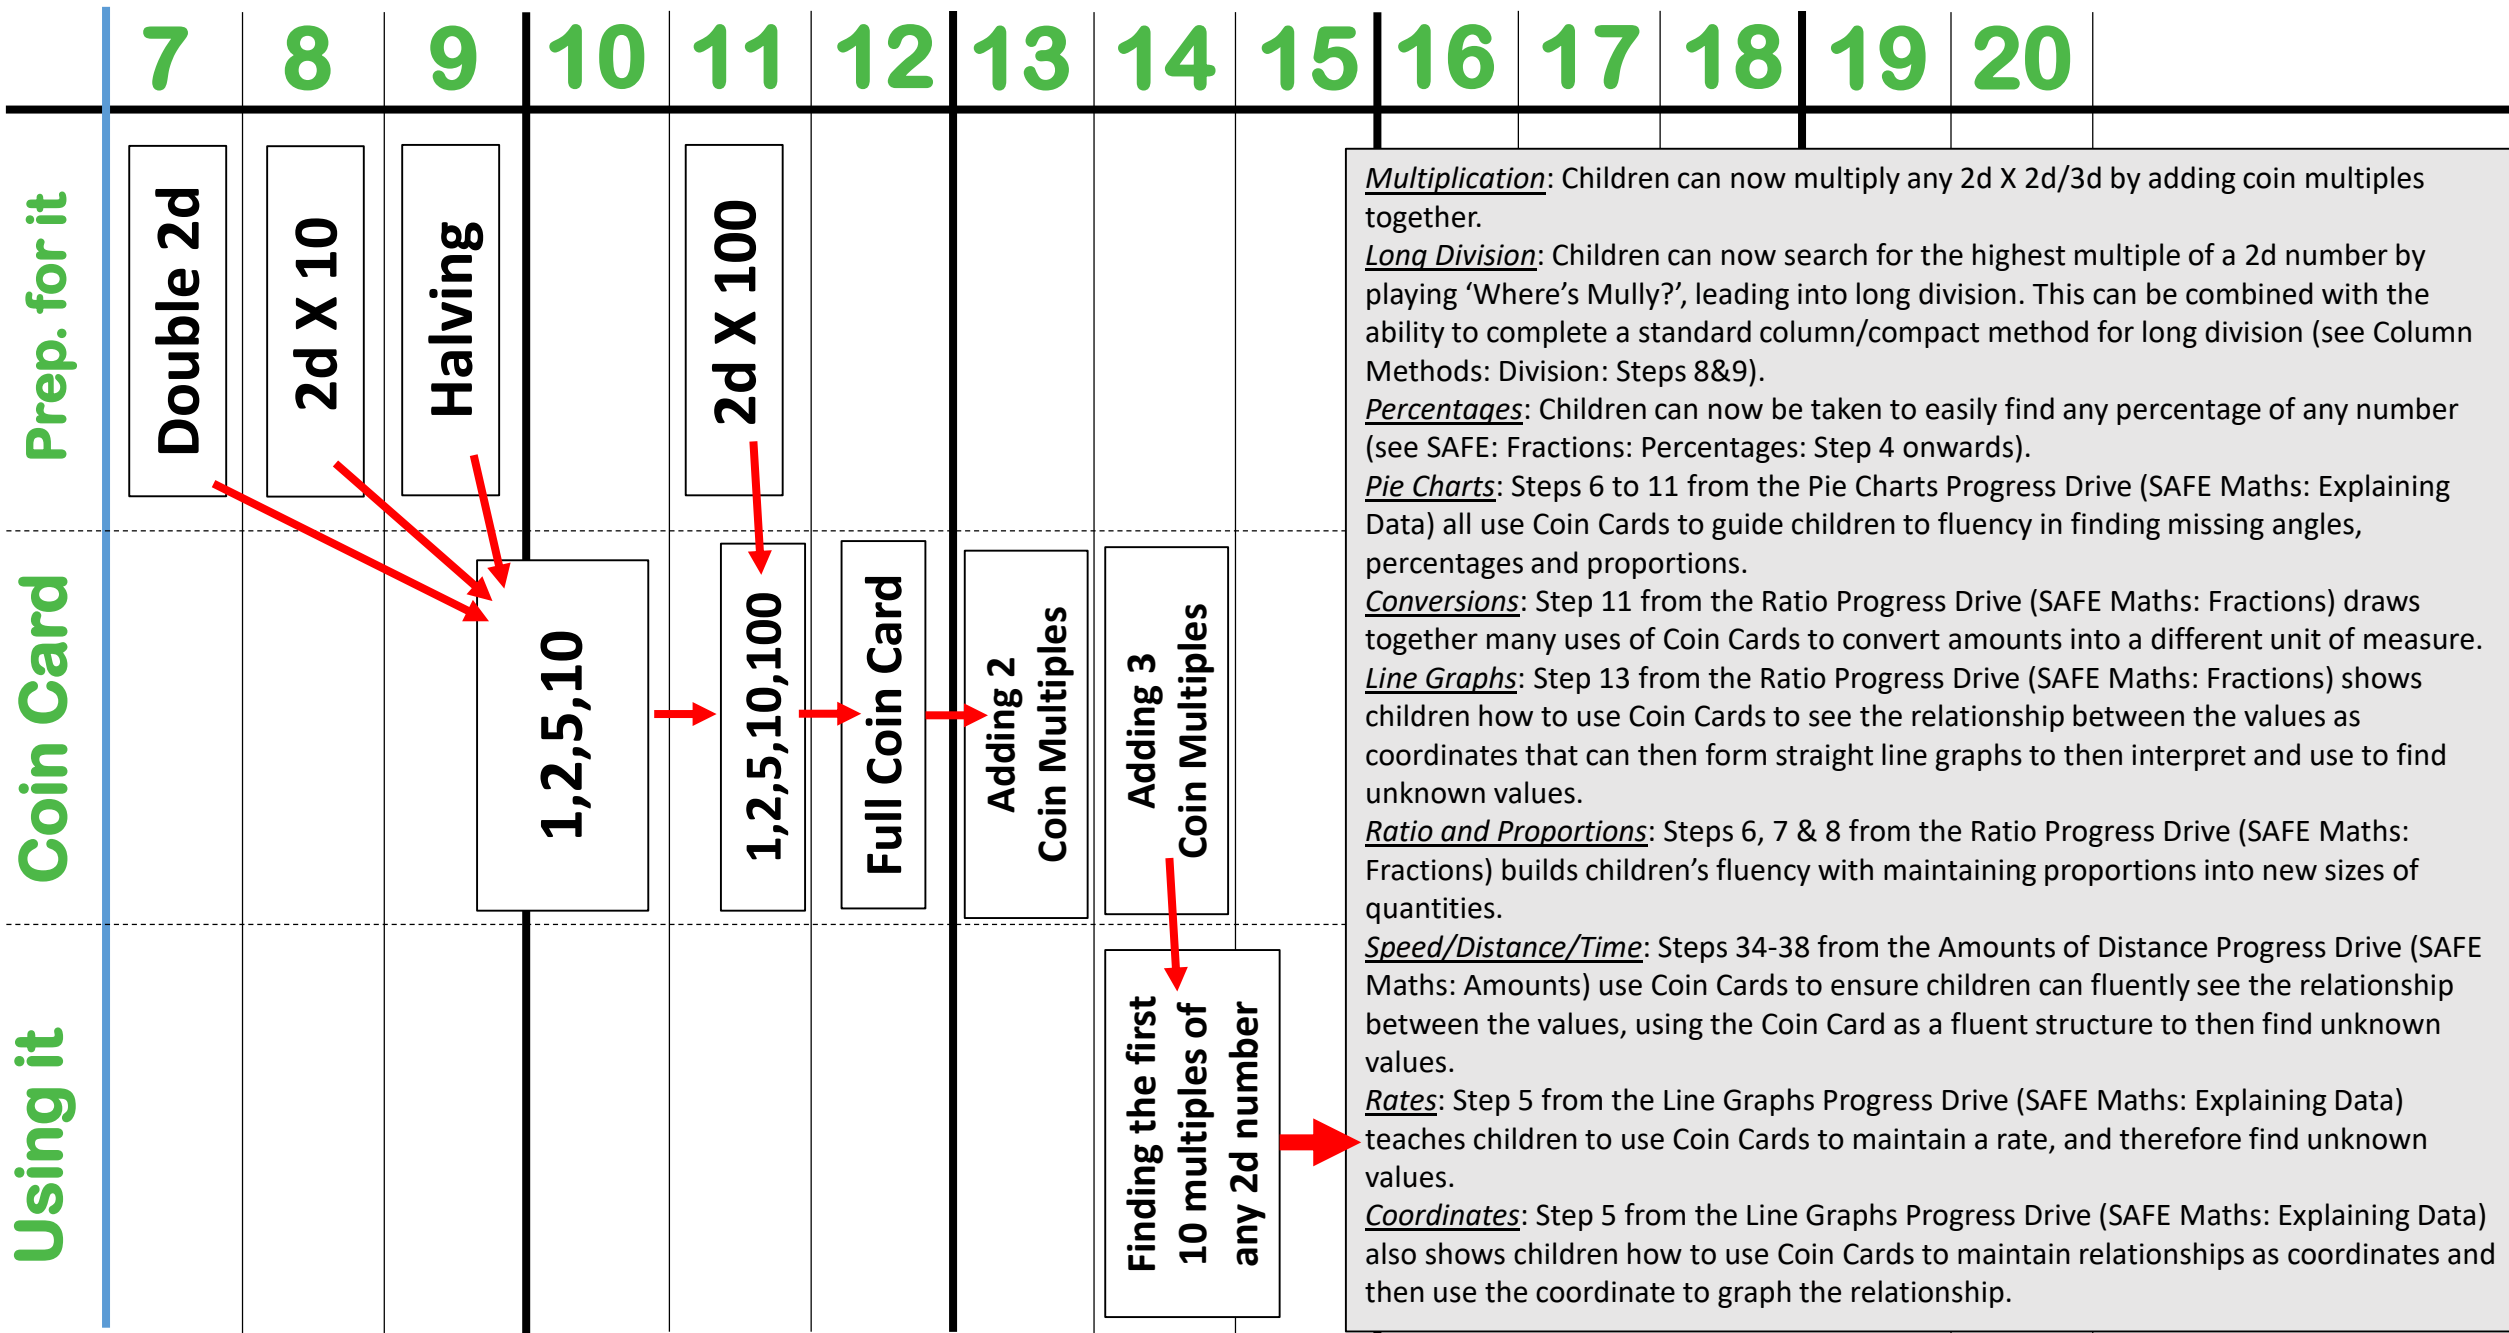 7 8 9 10 11 12 13 14 15 16 17 18 19 20
Prep. for it
Double 2d
2d X 10
Halving
2d X 100
Coin Card
1,2,5,10
1,2,5,10,100
Full Coin Card
Adding 2
Coin Multiples
Adding 3
Coin Multiples
Using it
Finding the first
10 multiples of
any 2d number
Multiplication: Children can now multiply any 2d X 2d/3d by adding coin multiples
together.
Long Division: Children can now search for the highest multiple of a 2d number by
playing ‘Where’s Mully?’, leading into long division. This can be combined with the
ability to complete a standard column/compact method for long division (see Column
Methods: Division: Steps 8&9).
Percentages: Children can now be taken to easily find any percentage of any number
(see SAFE: Fractions: Percentages: Step 4 onwards).
Pie Charts: Steps 6 to 11 from the Pie Charts Progress Drive (SAFE Maths: Explaining
Data) all use Coin Cards to guide children to fluency in finding missing angles,
percentages and proportions.
Conversions: Step 11 from the Ratio Progress Drive (SAFE Maths: Fractions) draws
together many uses of Coin Cards to convert amounts into a different unit of measure.
Line Graphs: Step 13 from the Ratio Progress Drive (SAFE Maths: Fractions) shows
children how to use Coin Cards to see the relationship between the values as
coordinates that can then form straight line graphs to then interpret and use to find
unknown values.
Ratio and Proportions: Steps 6, 7 & 8 from the Ratio Progress Drive (SAFE Maths:
Fractions) builds children’s fluency with maintaining proportions into new sizes of
quantities.
Speed/Distance/Time: Steps 34-38 from the Amounts of Distance Progress Drive (SAFE
Maths: Amounts) use Coin Cards to ensure children can fluently see the relationship
between the values, using the Coin Card as a fluent structure to then find unknown
values.
Rates: Step 5 from the Line Graphs Progress Drive (SAFE Maths: Explaining Data)
teaches children to use Coin Cards to maintain a rate, and therefore find unknown
values.
Coordinates: Step 5 from the Line Graphs Progress Drive (SAFE Maths: Explaining Data)
also shows children how to use Coin Cards to maintain relationships as coordinates and
then use the coordinate to graph the relationship.